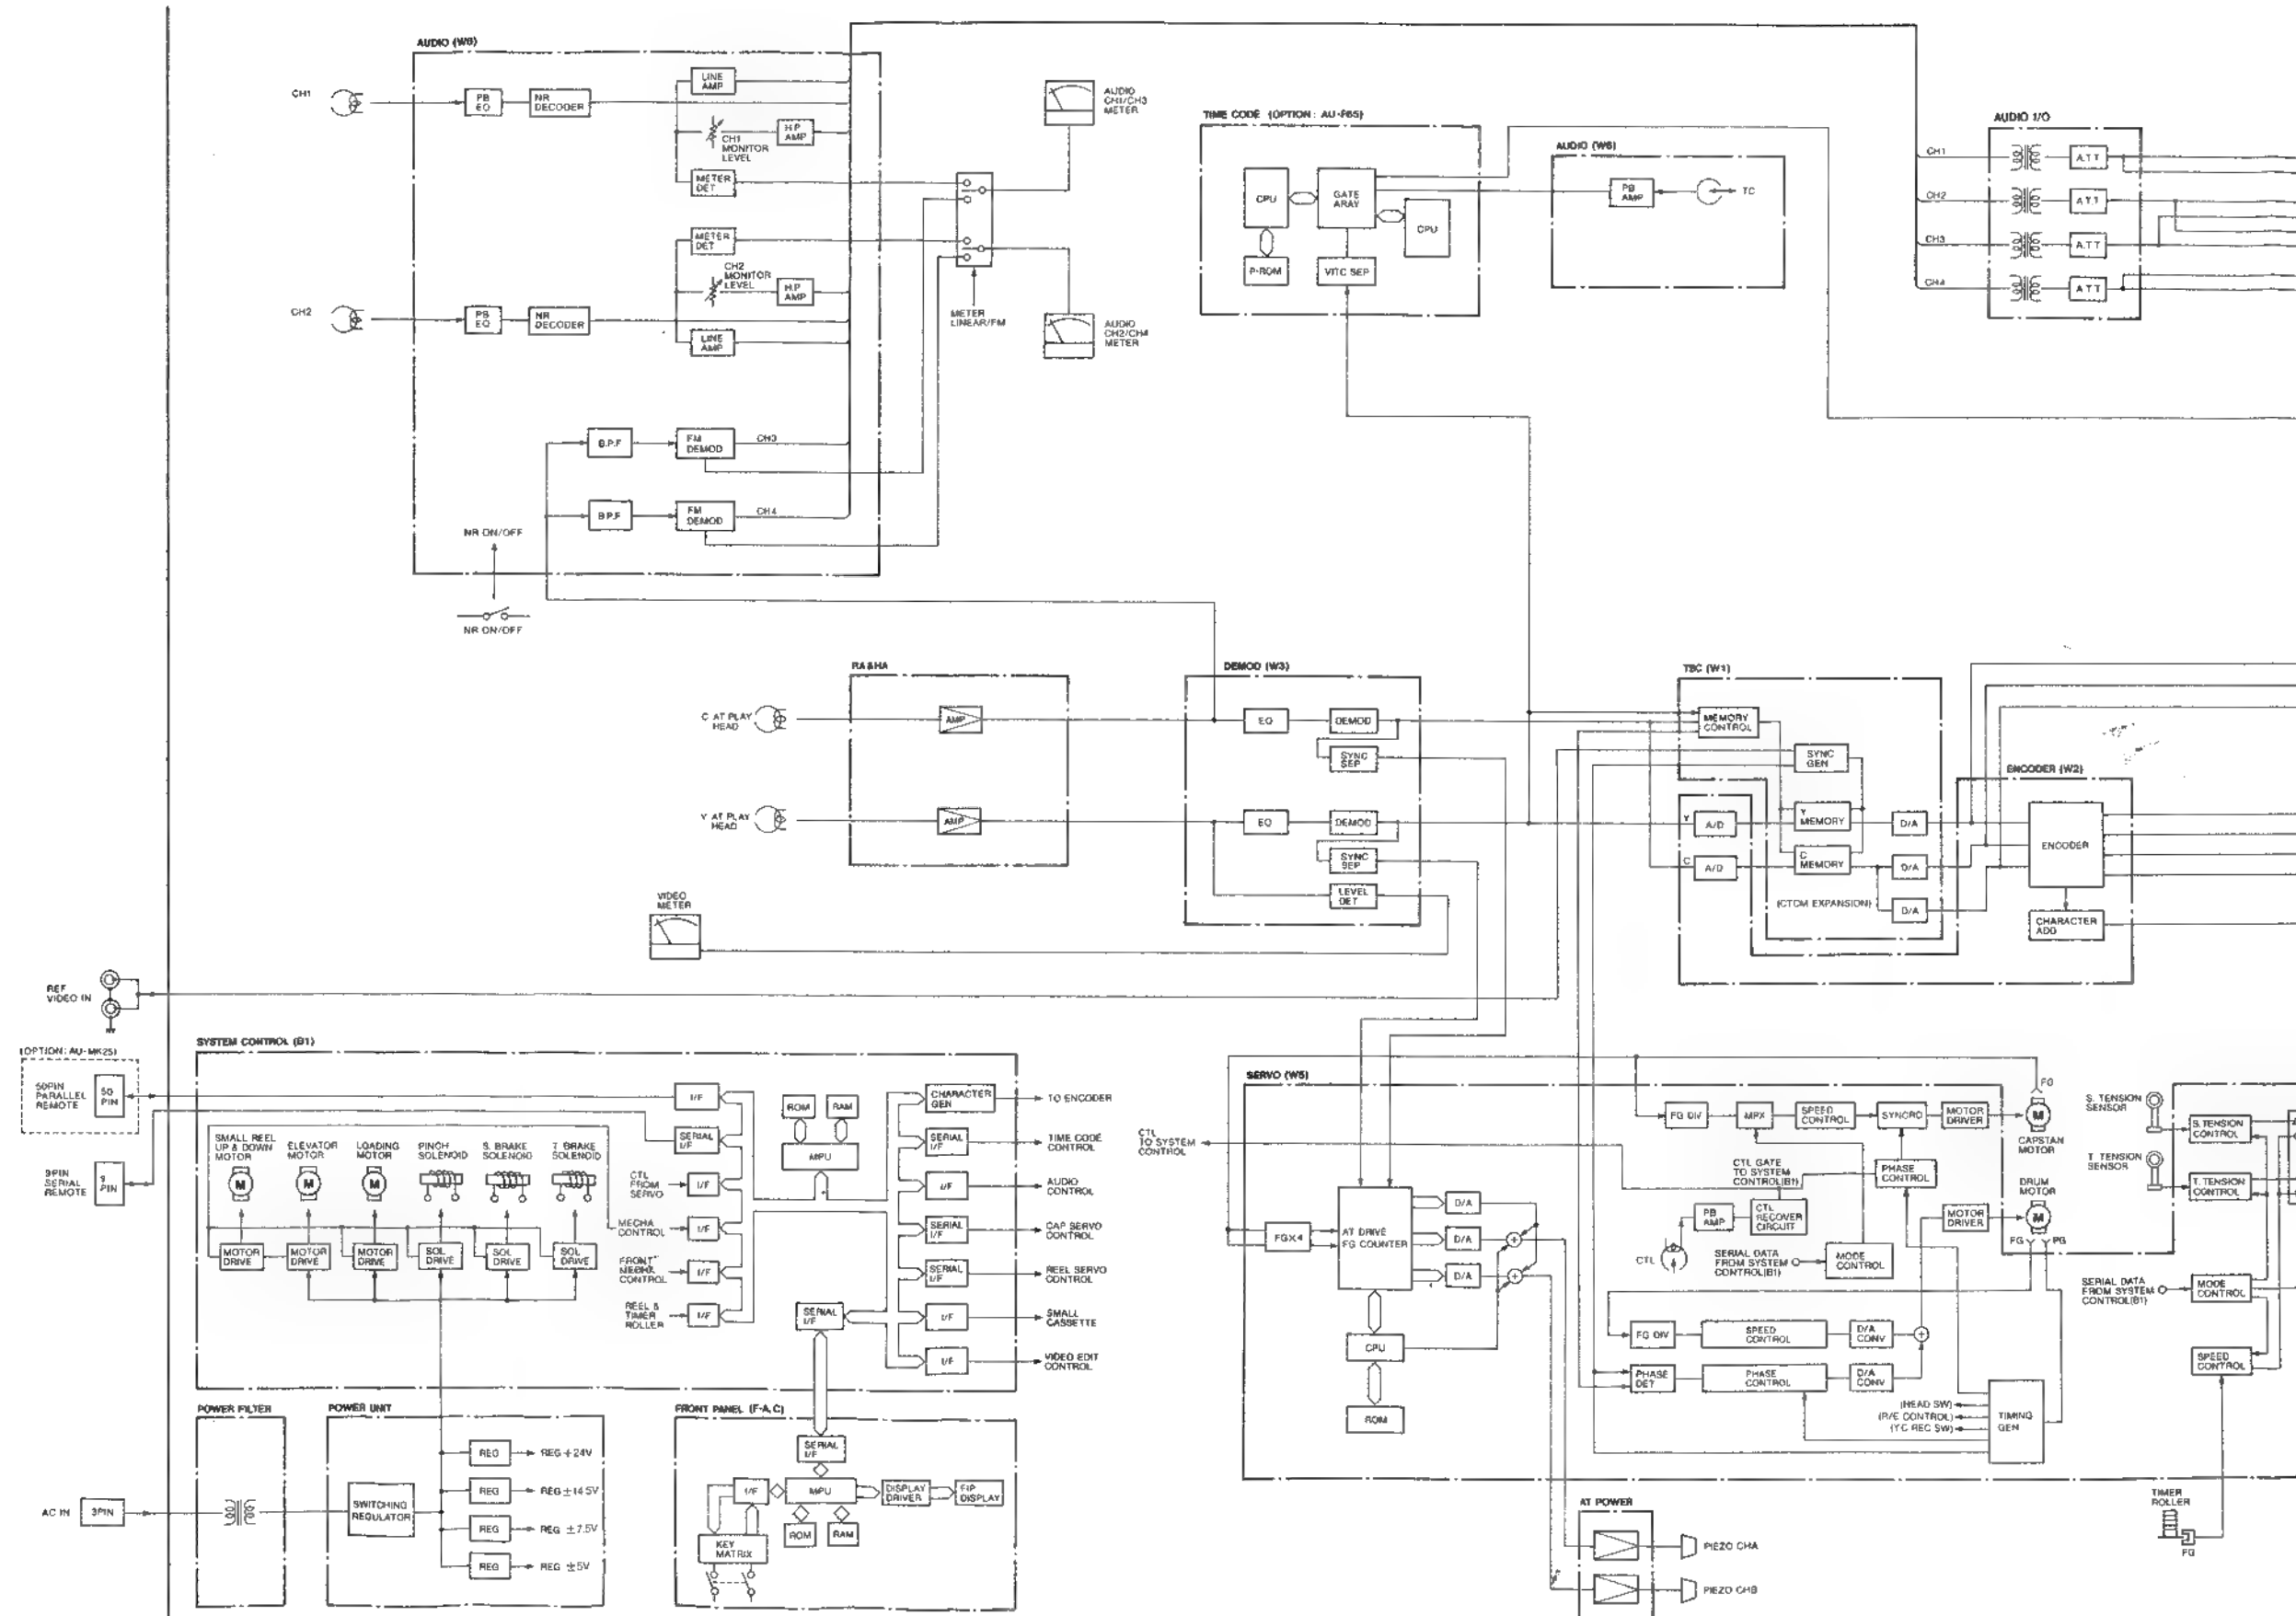 AUDIO (W6)
CH1
PB
EQ
NR
DECODER
LINE
AMP
CH1
MONITOR
LEVEL
H.P
AMP
METER
DET
METER
DET
CH2
MONITOR
LEVEL
H.P
AMP
CH2
PB
EQ
NR
DECODER
LINE
AMP
B.P.F
FM
DEMOD
CH3
B.P.F
FM
DEMOD
CH4
NR ON/OFF
NR ON/OFF
AUDIO
CH1/CH3
METER
METER
LINEAR/FM
AUDIO
CH2/CH4
METER
TIME CODE (OPTION: AU-F65)
CPU
GATE
ARAY
CPU
P-ROM
VITC SEP
AUDIO (W6)
PB
AMP
TC
AUDIO I/O
CH1
ATT
CH2
ATT
CH3
ATT
CH4
ATT
RA&HA
C AT PLAY
HEAD
AMP
Y AT PLAY
HEAD
AMP
VIDEO
METER
DEMOD (W3)
EQ
DEMOD
SYNC
SEP
EQ
DEMOD
SYNC
SEP
LEVEL
DET
TBC (W1)
MEMORY
CONTROL
SYNC
GEN
Y
A/D
Y
MEMORY
D/A
C
A/D
C
MEMORY
D/A
(CTCM EXPANSION)
D/A
ENCODER (W2)
ENCODER
CHARACTER
ADD
REF
VIDEO IN
(OPTION: AU-MK25)
50PIN
PARALLEL
REMOTE
50
PIN
9PIN
SERIAL
REMOTE
9
PIN
SYSTEM CONTROL (B1)
SMALL REEL
UP & DOWN
MOTOR
ELEVATOR
MOTOR
LOADING
MOTOR
PINCH
SOLENOID
S. BRAKE
SOLENOID
T. BRAKE
SOLENOID
M
M
M
MOTOR
DRIVE
MOTOR
DRIVE
MOTOR
DRIVE
SOL
DRIVE
SOL
DRIVE
SOL
DRIVE
I/F
SERIAL
I/F
CTL
FROM
SERVO
I/F
MECHA
CONTROL
I/F
FRONT
MECHA
CONTROL
I/F
REEL &
TIMER
ROLLER
I/F
ROM
RAM
MPU
SERIAL
I/F
CHARACTER
GEN
TO ENCODER
SERIAL
I/F
TIME CODE
CONTROL
I/F
AUDIO
CONTROL
SERIAL
I/F
CAP SERVO
CONTROL
SERIAL
I/F
REEL SERVO
CONTROL
I/F
SMALL
CASSETTE
I/F
VIDEO EDIT
CONTROL
POWER FILTER
AC IN
3PIN
POWER UNIT
SWITCHING
REGULATOR
REG
REG +24V
REG
REG ±14.5V
REG
REG ±7.5V
REG
REG ±5V
FRONT PANEL (F-A, C)
SERIAL
I/F
I/F
MPU
DISPLAY
DRIVER
FIP
DISPLAY
ROM
RAM
KEY
MATRIX
SERVO (W5)
CTL
TO SYSTEM
CONTROL
FG×4
AT DRIVE
FG COUNTER
D/A
D/A
D/A
CPU
ROM
FG DIV
MPX
SPEED
CONTROL
SYNCRO
MOTOR
DRIVER
FG
M
CAPSTAN
MOTOR
CTL GATE
TO SYSTEM
CONTROL(B1)
PHASE
CONTROL
PB
AMP
CTL
RECOVER
CIRCUIT
CTL
SERIAL DATA
FROM SYSTEM
CONTROL(B1)
MODE
CONTROL
MOTOR
DRIVER
DRUM
MOTOR
M
FG
PG
FG DIV
SPEED
CONTROL
D/A
CONV
PHASE
DET
PHASE
CONTROL
D/A
CONV
(HEAD SW)
(R/E CONTROL)
(YC REC SW)
TIMING
GEN
S. TENSION
SENSOR
S.TENSION
CONTROL
T. TENSION
SENSOR
T.TENSION
CONTROL
SERIAL DATA
FROM SYSTEM
CONTROL(B1)
MODE
CONTROL
SPEED
CONTROL
TIMER
ROLLER
FG
AT POWER
PIEZO CHA
PIEZO CHB